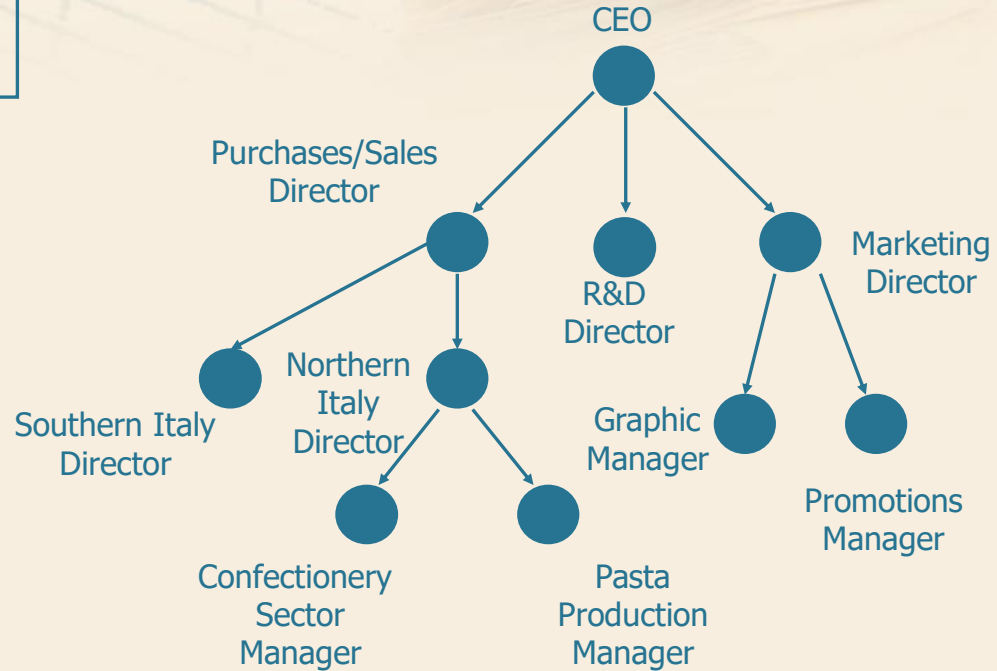 CEO
Purchases/Sales
Director
Marketing
Director
R&D
Director
Northern
Italy
Director
Southern Italy
Director
Graphic
Manager
Promotions
Manager
Confectionery
Sector
Manager
Pasta
Production
Manager